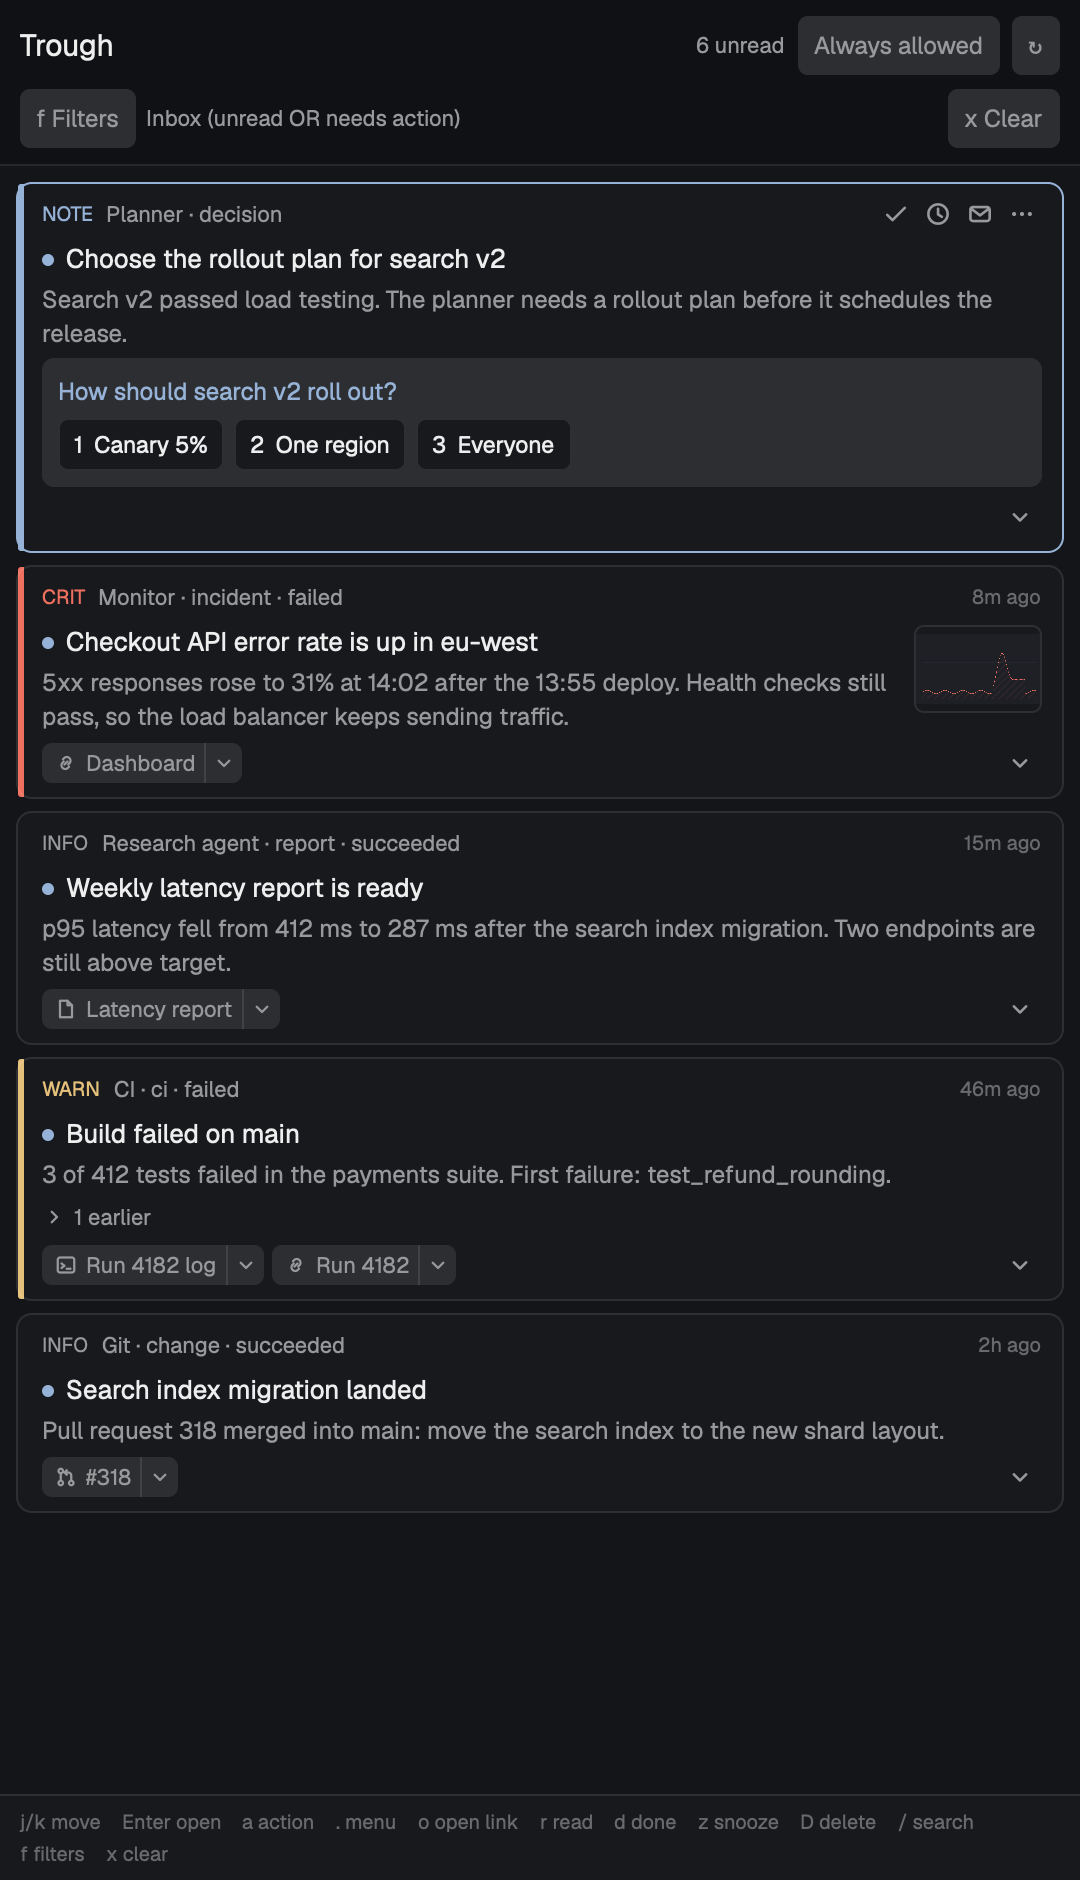 Trough
6 unread
Always allowed
↻
f Filters
Inbox (unread OR needs action)
x Clear
NOTE Planner · decision
Choose the rollout plan for search v2
Search v2 passed load testing. The planner needs a rollout plan before it schedules the
release.
How should search v2 roll out?
1 Canary 5%
2 One region
3 Everyone
CRIT Monitor · incident · failed
8m ago
Checkout API error rate is up in eu-west
5xx responses rose to 31% at 14:02 after the 13:55 deploy. Health checks still
pass, so the load balancer keeps sending traffic.
Dashboard
INFO Research agent · report · succeeded
15m ago
Weekly latency report is ready
p95 latency fell from 412 ms to 287 ms after the search index migration. Two endpoints are
still above target.
Latency report
WARN CI · ci · failed
46m ago
Build failed on main
3 of 412 tests failed in the payments suite. First failure: test_refund_rounding.
1 earlier
Run 4182 log
Run 4182
INFO Git · change · succeeded
2h ago
Search index migration landed
Pull request 318 merged into main: move the search index to the new shard layout.
#318
j/k move Enter open a action . menu o open link r read d done z snooze D delete / search
f filters x clear